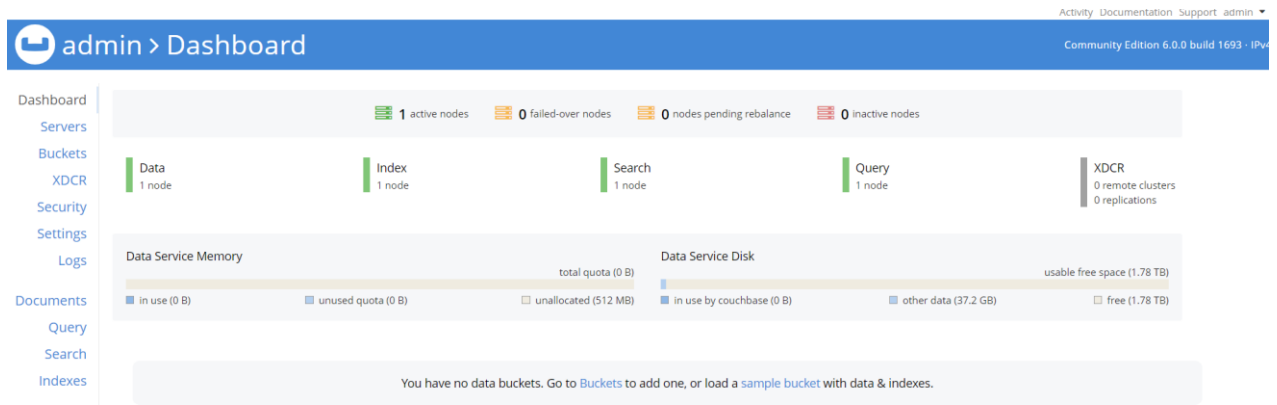 Activity Documentation Support admin
admin > Dashboard
Community Edition 6.0.0 build 1693 · IPv4
Dashboard
Servers
Buckets
XDCR
Security
Settings
Logs
Documents
Query
Search
Indexes
1 active nodes 0 failed-over nodes 0 nodes pending rebalance 0 inactive nodes
Data
1 node
Index
1 node
Search
1 node
Query
1 node
XDCR
0 remote clusters
0 replications
Data Service Memory
total quota (0 B)
in use (0 B) unused quota (0 B) unallocated (512 MB)
Data Service Disk
usable free space (1.78 TB)
in use by couchbase (0 B) other data (37.2 GB) free (1.78 TB)
You have no data buckets. Go to Buckets to add one, or load a sample bucket with data & indexes.